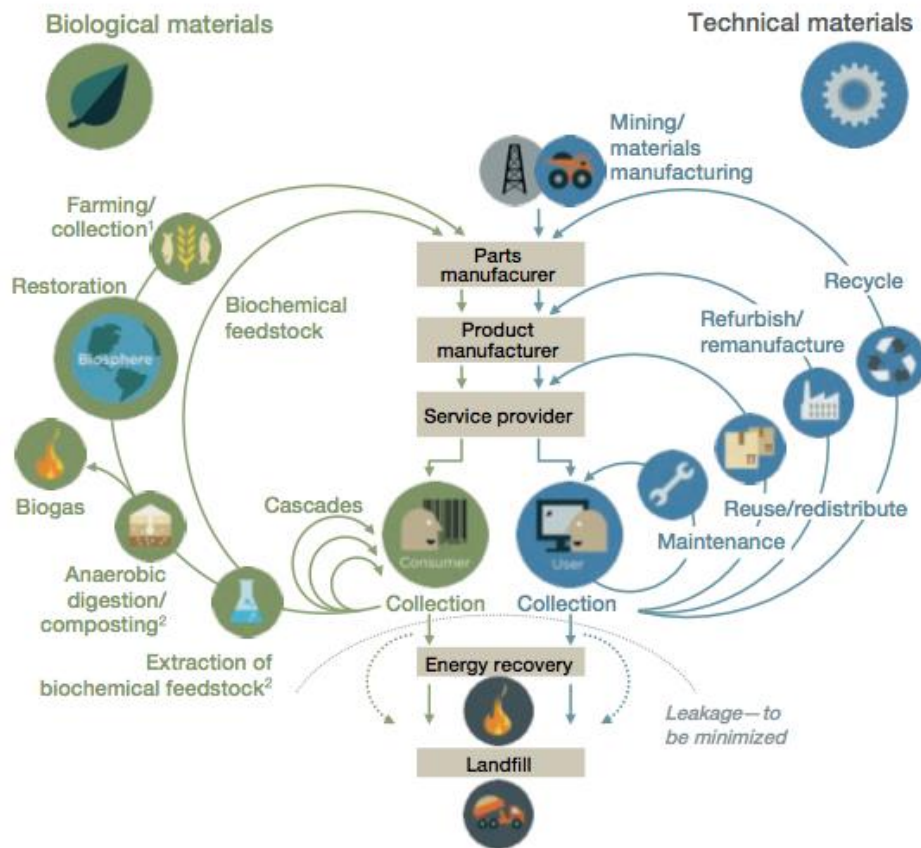 Biological materials
Technical materials
Mining/
materials
manufacturing
Farming/
collection¹
Parts
manufacurer
Recycle
Restoration
Biochemical
feedstock
Refurbish/
remanufacture
Biosphere
Product
manufacturer
Service provider
Biogas
Cascades
Reuse/redistribute
Maintenance
Consumer
User
Anaerobic
digestion/
composting²
Collection
Collection
Extraction of
biochemical feedstock²
Energy recovery
Leakage—to
be minimized
Landfill